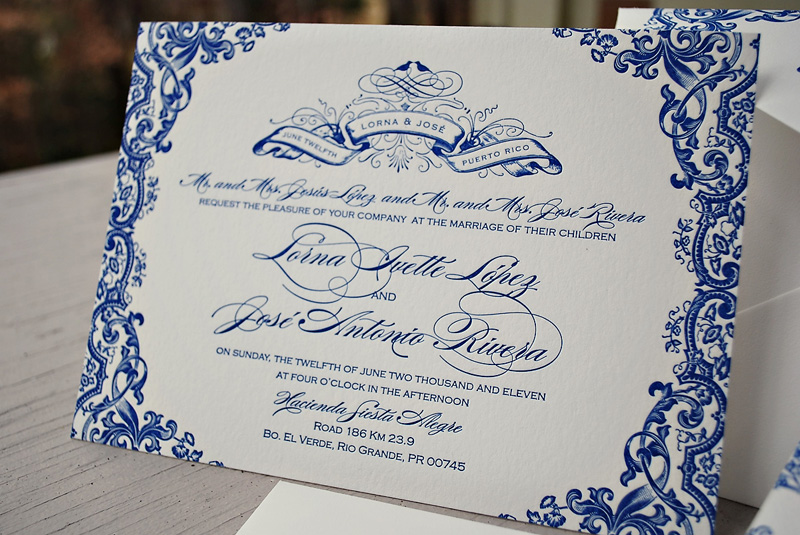 LORNA & JOSÉ
JUNE TWELFTH
PUERTO RICO
Mr. and Mrs. Jesús López and Mr. and Mrs. José Rivera
REQUEST THE PLEASURE OF YOUR COMPANY AT THE MARRIAGE OF THEIR CHILDREN
Lorna Ivette López
AND
José Antonio Rivera
ON SUNDAY, THE TWELFTH OF JUNE TWO THOUSAND AND ELEVEN
AT FOUR O'CLOCK IN THE AFTERNOON
Hacienda Siesta Alegre
ROAD 186 KM 23.9
BO. EL VERDE, RIO GRANDE, PR 00745